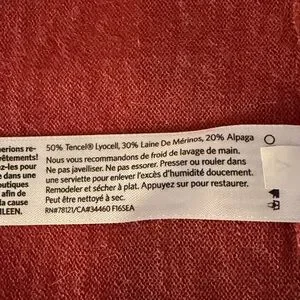 nerions re-
êtements!
ez-les pour
e dans une
outiques
afin de
la cause
ILEEN.
50% Tencel® Lyocell, 30% Laine De Mérinos, 20% Alpaga
Nous vous recommandons de froid de lavage de main.
Ne pas javelliser. Ne pas essorer. Presser ou rouler dans
une serviette pour enlever l'excès d'humidité doucement.
Remodeler et sécher à plat. Appuyez sur pour restaurer.
Peut être nettoyé à sec.
RN#78121/CA#34460 F16SEA